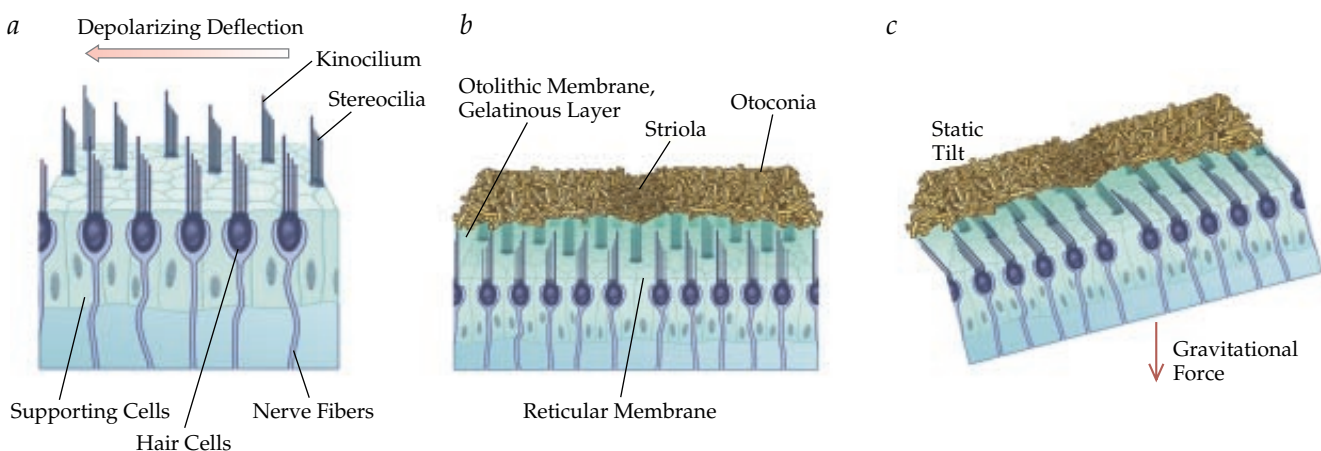 a
Depolarizing Deflection
Kinocilium
Stereocilia
Supporting Cells
Hair Cells
Nerve Fibers
b
Otolithic Membrane,
Gelatinous Layer
Striola
Otoconia
Reticular Membrane
c
Static
Tilt
Gravitational
Force